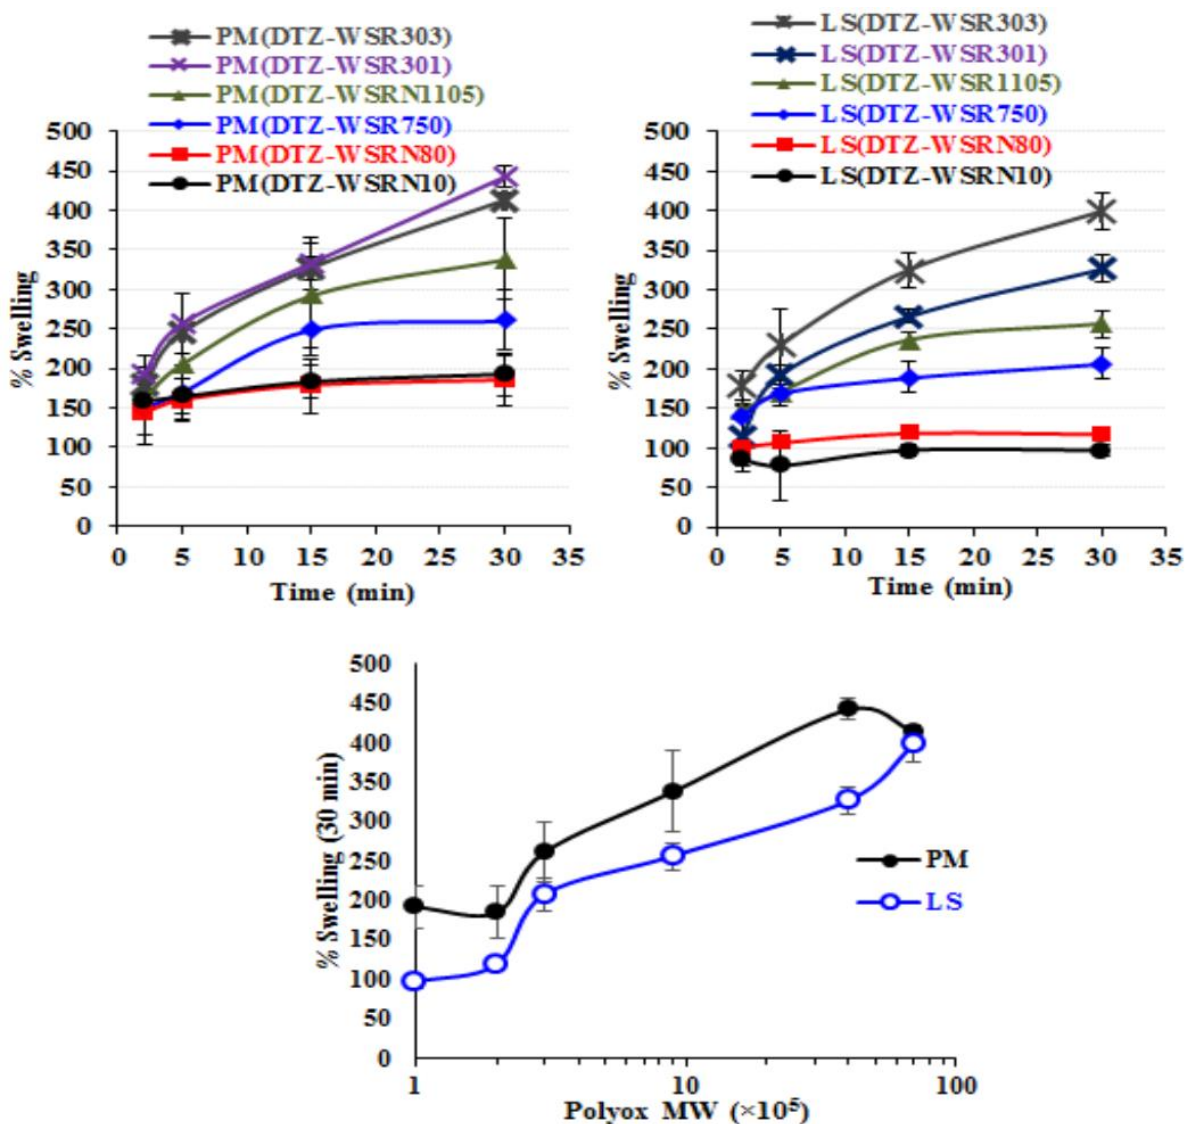 PM(DTZ-WSR303)
PM(DTZ-WSR301)
PM(DTZ-WSRN1105)
PM(DTZ-WSR750)
PM(DTZ-WSRN80)
PM(DTZ-WSRN10)
500
450
400
350
300
250
200
150
100
50
0
% Swelling
0 5 10 15 20 25 30 35
Time (min)
LS(DTZ-WSR303)
LS(DTZ-WSR301)
LS(DTZ-WSR1105)
LS(DTZ-WSR750)
LS(DTZ-WSRN80)
LS(DTZ-WSRN10)
500
450
400
350
300
250
200
150
100
50
0
% Swelling
0 5 10 15 20 25 30 35
Time (min)
500
450
400
350
300
250
200
150
100
50
0
% Swelling (30 min)
PM
LS
1 10 100
Polyox MW (×10⁵)